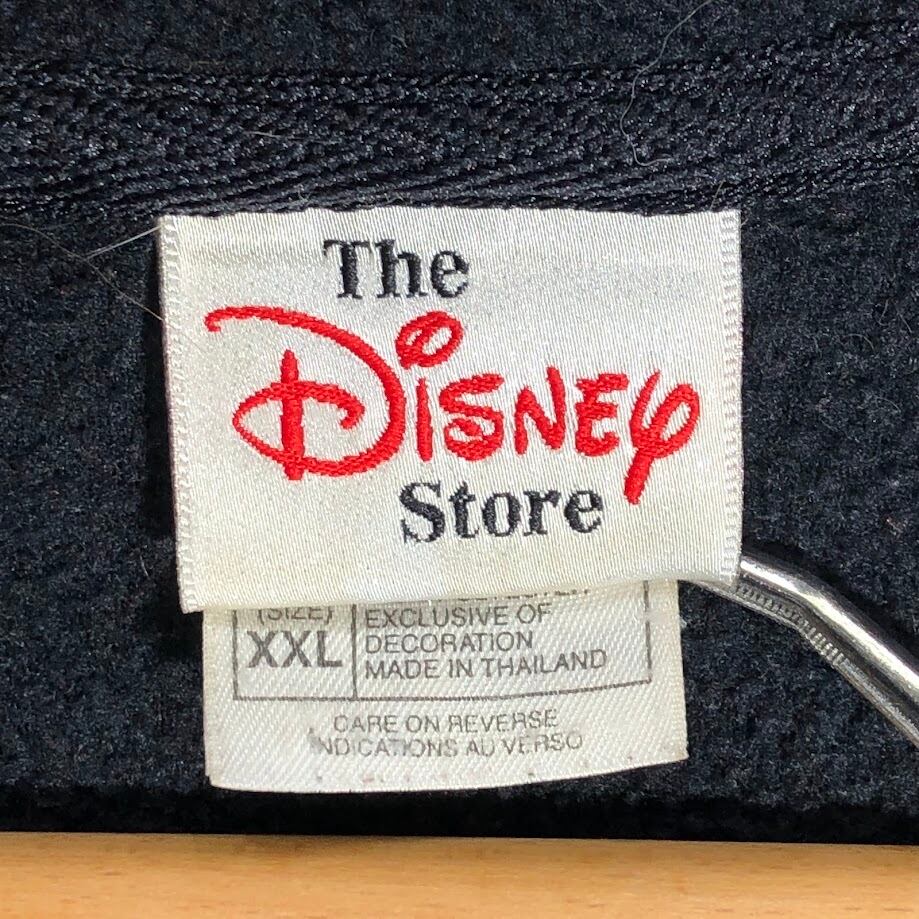 The
Disney
Store
(SIZE)
XXL
EXCLUSIVE OF
DECORATION
MADE IN THAILAND
CARE ON REVERSE
INDICATIONS AU VERSO